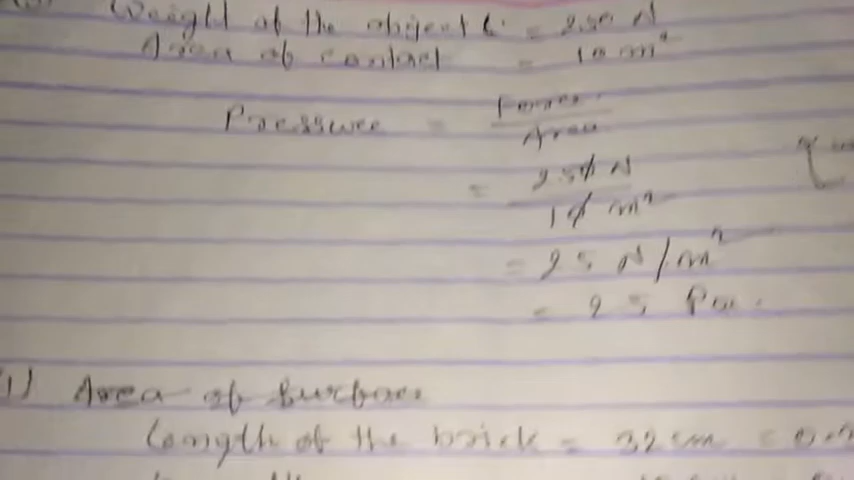 Weight of the object = 250 N
Area of contact = 10 m²
Pressure = Force
Area
= 250 N
10 m²
= 25 N/m²
= 25 Pa.
Area of Surface
Length of the brick = 32 cm = 0.